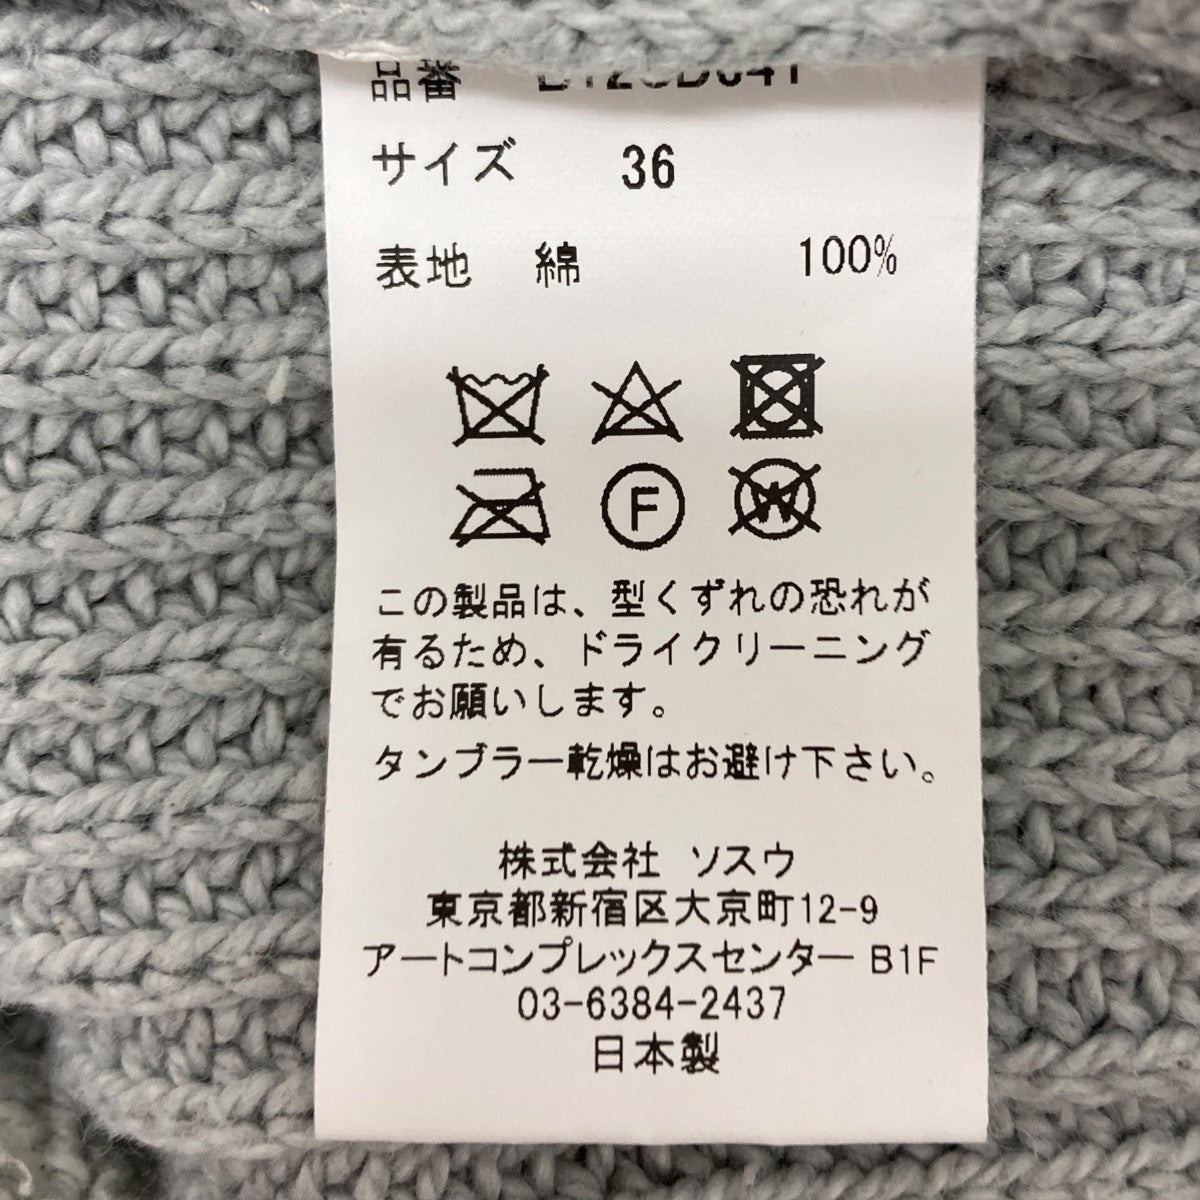 品番
サイズ 36
表地 綿 100%
F
W
この製品は、型くずれの恐れが
有るため、ドライクリーニング
でお願いします。
タンブラー乾燥はお避け下さい。
株式会社 ソスウ
東京都新宿区大京町12-9
アートコンプレックスセンター B1F
03-6384-2437
日本製